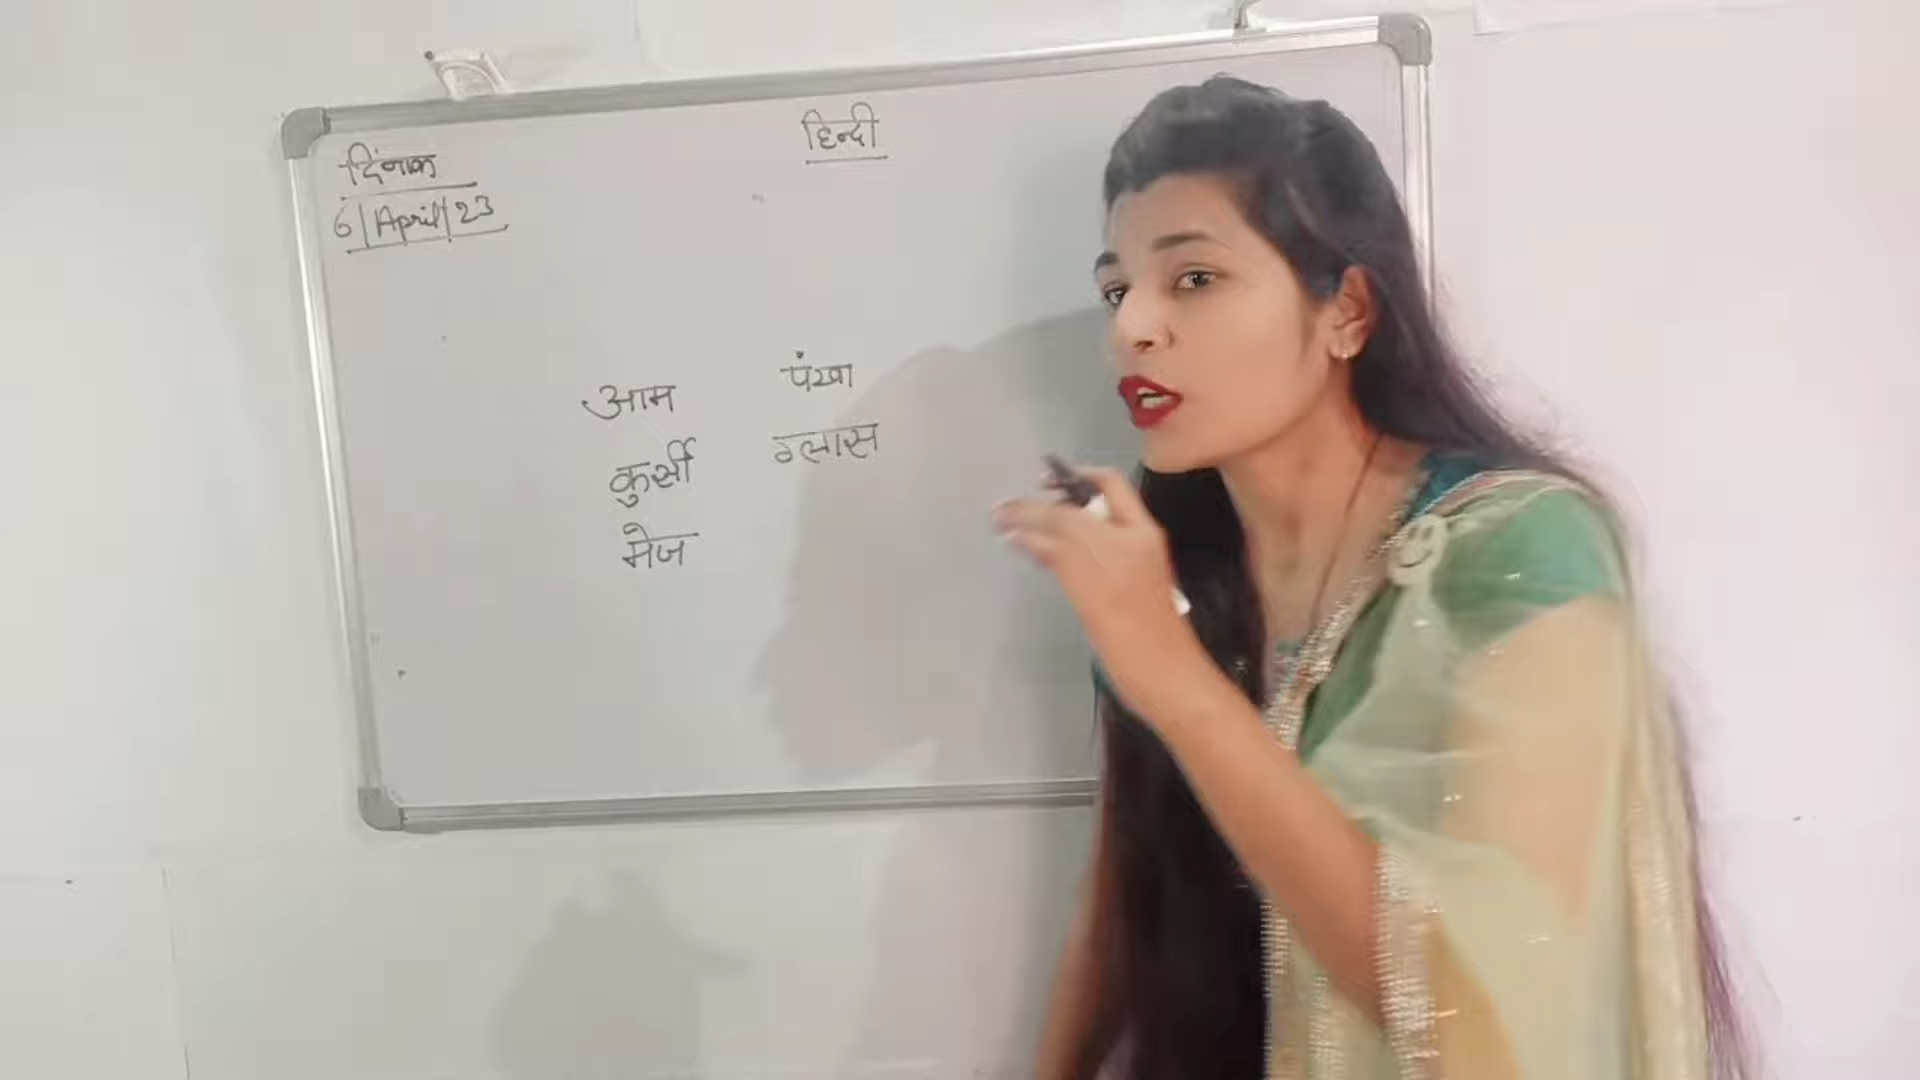 हिन्दी
दिंनाक
6/April/23
आम पंखा
कुर्सी ग्लास
मेज